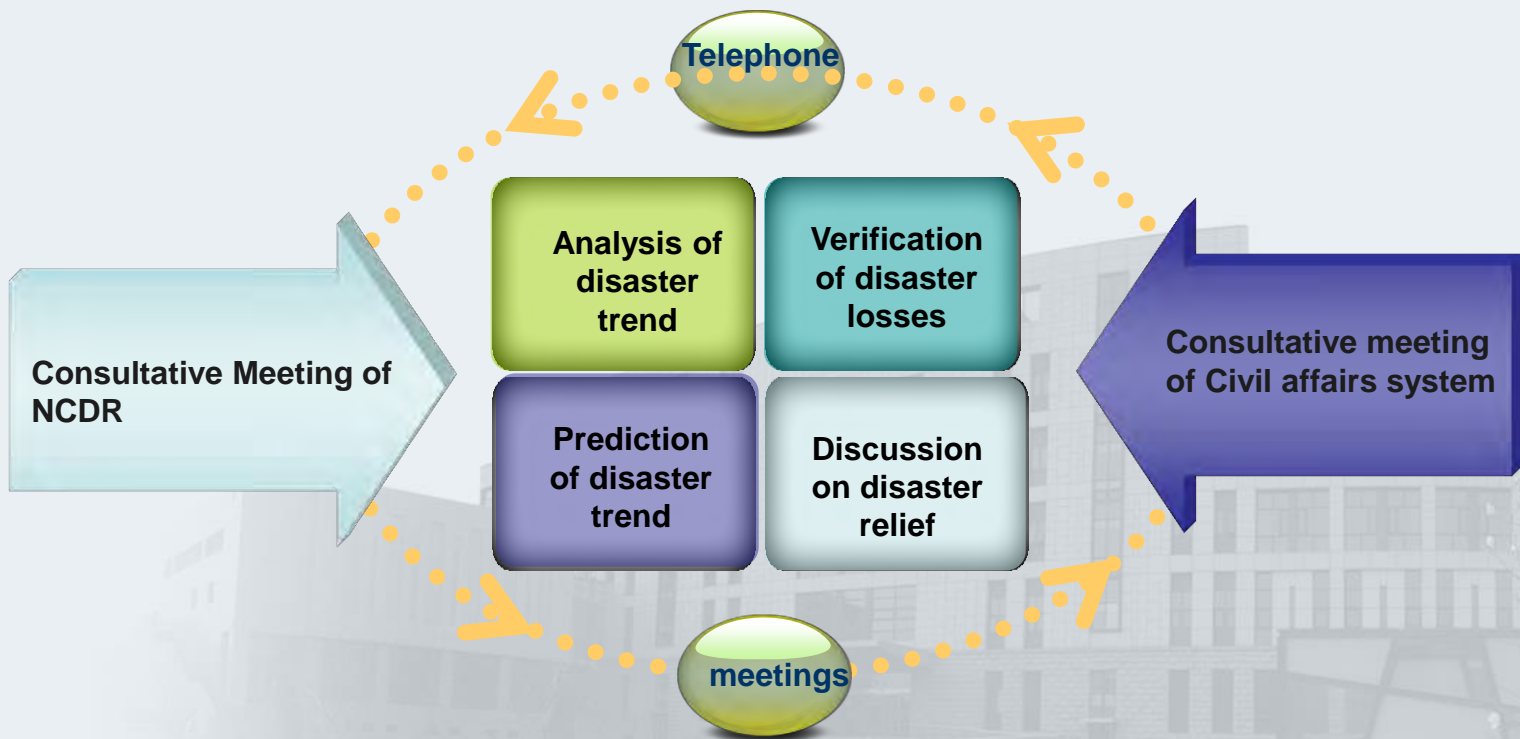 Telephone
Analysis of
disaster
trend
Verification
of disaster
losses
Consultative Meeting of
NCDR
Consultative meeting
of Civil affairs system
Prediction
of disaster
trend
Discussion
on disaster
relief
meetings